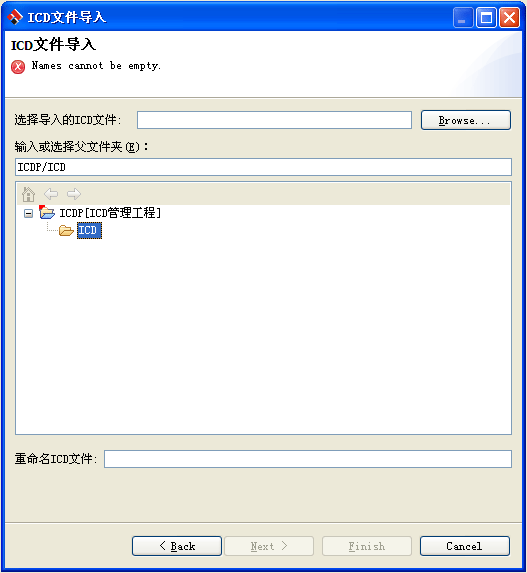 ICD文件导入
ICD文件导入
Names cannot be empty.
选择导入的ICD文件:
Browse...
输入或选择父文件夹(E):
ICDP/ICD
ICDP[ICD管理工程]
ICD
重命名ICD文件:
< Back
Next >
Finish
Cancel